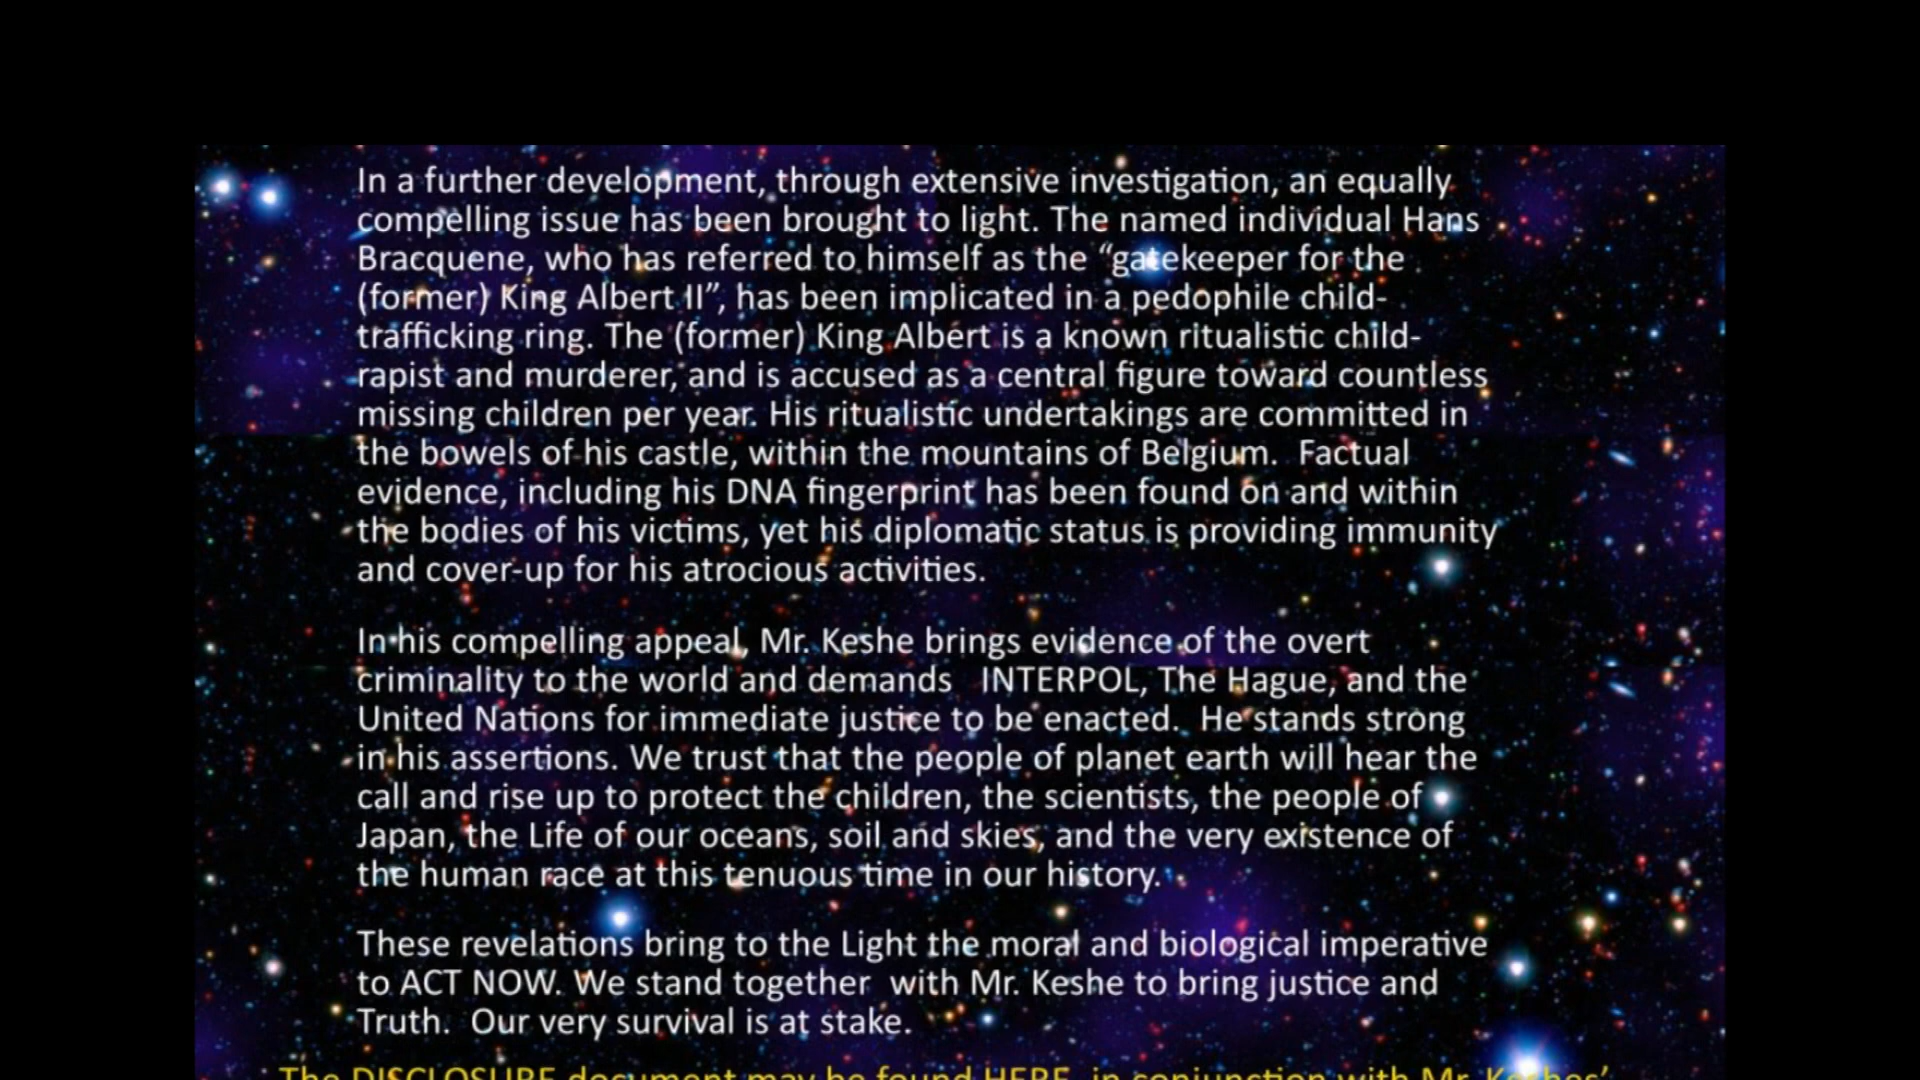 In a further development, through extensive investigation, an equally
compelling issue has been brought to light. The named individual Hans
Bracquene, who has referred to himself as the “gatekeeper for the
(former) King Albert II”, has been implicated in a pedophile child-
trafficking ring. The (former) King Albert is a known ritualistic child-
rapist and murderer, and is accused as a central figure toward countless
missing children per year. His ritualistic undertakings are committed in
the bowels of his castle, within the mountains of Belgium.  Factual
evidence, including his DNA fingerprint has been found on and within
the bodies of his victims, yet his diplomatic status is providing immunity
and cover-up for his atrocious activities.
In his compelling appeal, Mr. Keshe brings evidence of the overt
criminality to the world and demands   INTERPOL, The Hague, and the
United Nations for immediate justice to be enacted.  He stands strong
in his assertions. We trust that the people of planet earth will hear the
call and rise up to protect the children, the scientists, the people of
Japan, the Life of our oceans, soil and skies, and the very existence of
the human race at this tenuous time in our history.
These revelations bring to the Light the moral and biological imperative
to ACT NOW. We stand together  with Mr. Keshe to bring justice and
Truth.  Our very survival is at stake.
The DISCLOSURE document may be found HERE, in conjunction with Mr. Keshes’